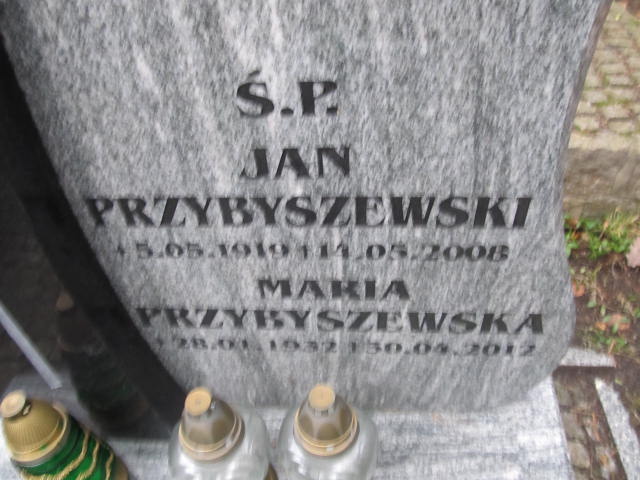 Ś.P.
JAN
PRZYBYSZEWSKI
*5.05.1919 †14.05.2008
MARIA
PRZYBYSZEWSKA
*28.01.1932 †30.04.2012